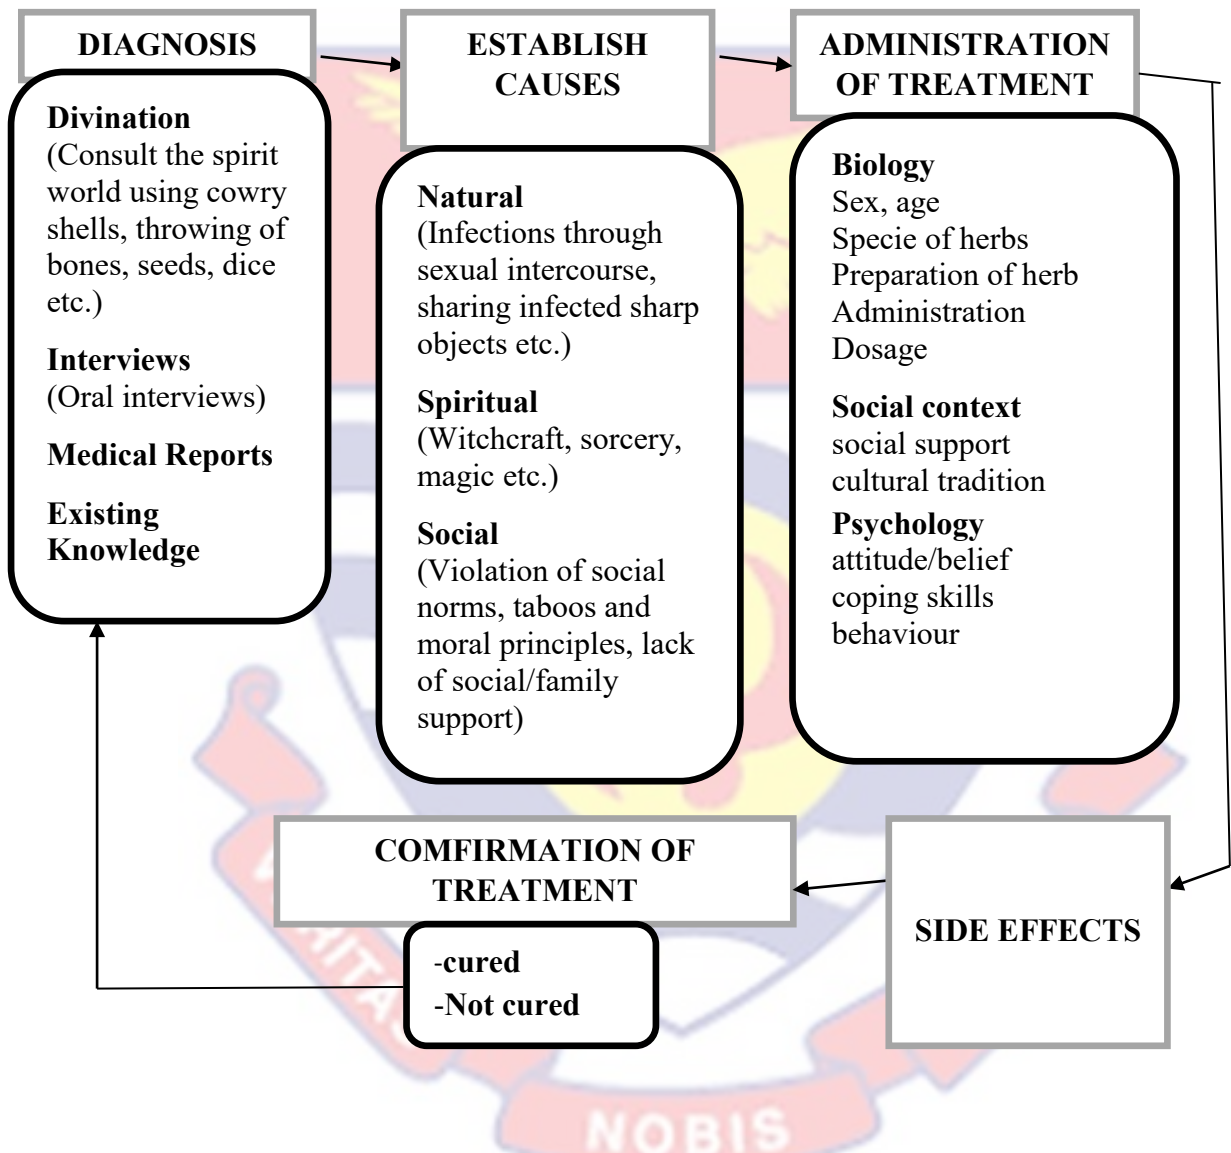 DIAGNOSIS
Divination
(Consult the spirit
world using cowry
shells, throwing of
bones, seeds, dice
etc.)
Interviews
(Oral interviews)
Medical Reports
Existing
Knowledge
ESTABLISH
CAUSES
Natural
(Infections through
sexual intercourse,
sharing infected sharp
objects etc.)
Spiritual
(Witchcraft, sorcery,
magic etc.)
Social
(Violation of social
norms, taboos and
moral principles, lack
of social/family
support)
ADMINISTRATION
OF TREATMENT
Biology
Sex, age
Specie of herbs
Preparation of herb
Administration
Dosage
Social context
social support
cultural tradition
Psychology
attitude/belief
coping skills
behaviour
SIDE EFFECTS
COMFIRMATION OF
TREATMENT
-cured
-Not cured
NOBIS